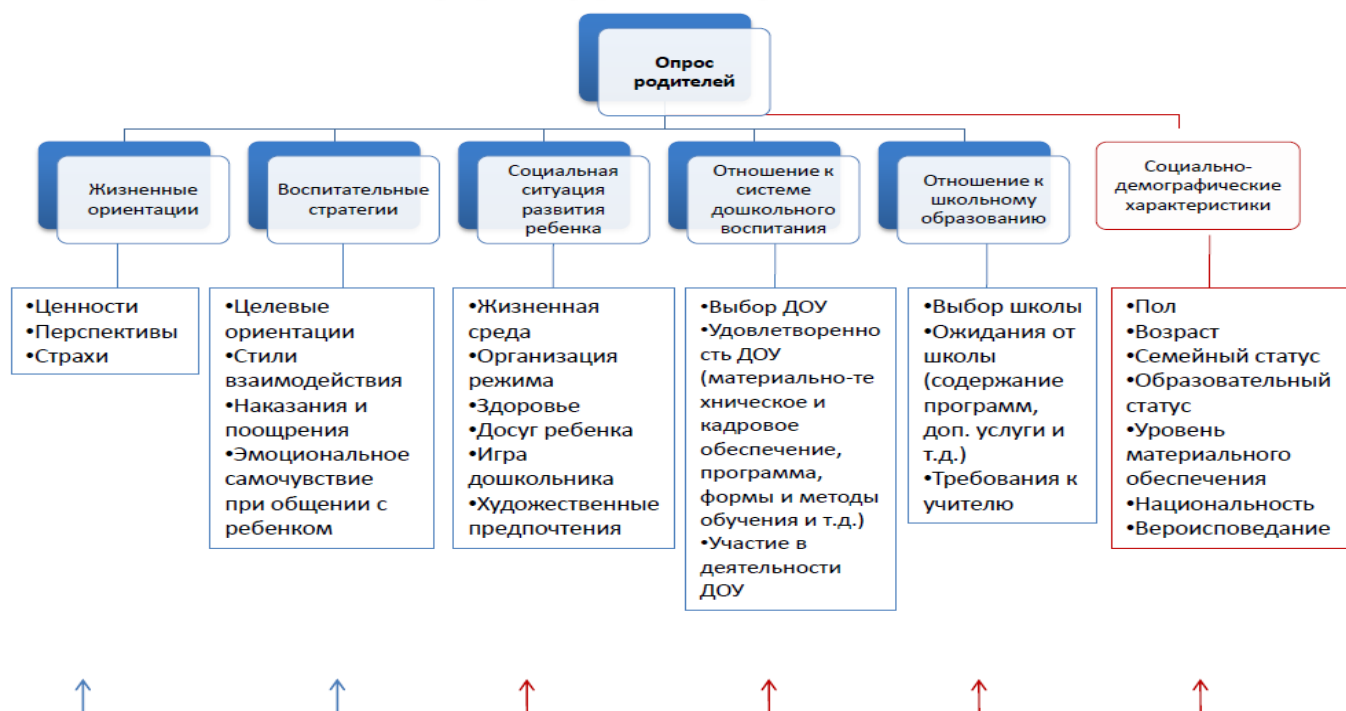 Опрос
родителей
Жизненные
ориентации
Воспитательные
стратегии
Социальная
ситуация
развития
ребенка
Отношение к
системе
дошкольного
воспитания
Отношение к
школьному
образованию
Социально-
демографические
характеристики
•Ценности
•Перспективы
•Страхи
•Целевые
ориентации
•Стили
взаимодействия
•Наказания и
поощрения
•Эмоциональное
самочувствие
при общении с
ребенком
•Жизненная
среда
•Организация
режима
•Здоровье
•Досуг ребенка
•Игра
дошкольника
•Художественные
предпочтения
•Выбор ДОУ
•Удовлетворенно
сть ДОУ
(материально-те
хническое и
кадровое
обеспечение,
программа,
формы и методы
обучения и т.д.)
•Участие в
деятельности
ДОУ
•Выбор школы
•Ожидания от
школы
(содержание
программ,
доп. услуги и
т.д.)
•Требования к
учителю
•Пол
•Возраст
•Семейный статус
•Образовательный
статус
•Уровень
материального
обеспечения
•Национальность
•Вероисповедание